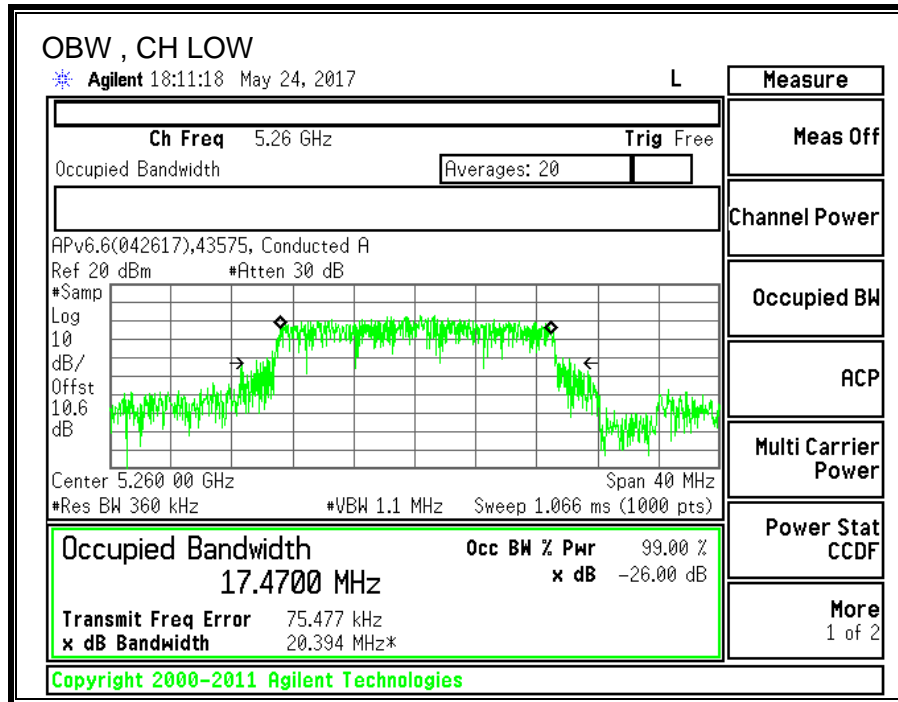 OBW , CH LOW
Agilent 18:11:18 May 24, 2017 L
Measure
Ch Freq 5.26 GHz Trig Free
Meas Off
Occupied Bandwidth Averages: 20
Channel Power
APv6.6(042617),43575, Conducted A
Ref 20 dBm #Atten 30 dB
#Samp
Log
10
dB/
Offst
10.6
dB
Occupied BW
ACP
Multi Carrier
Power
Center 5.260 00 GHz Span 40 MHz
#Res BW 360 kHz #VBW 1.1 MHz Sweep 1.066 ms (1000 pts)
Power Stat
CCDF
Occupied Bandwidth Occ BW % Pwr 99.00 %
17.4700 MHz x dB -26.00 dB
Transmit Freq Error 75.477 kHz
x dB Bandwidth 20.394 MHz*
More
1 of 2
Copyright 2000-2011 Agilent Technologies